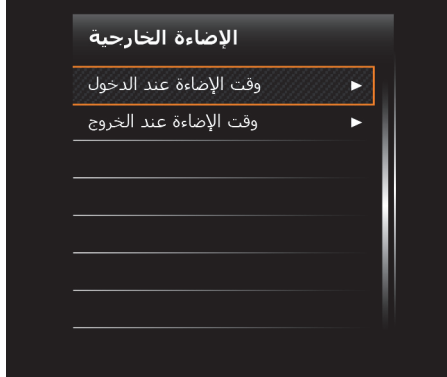 الإضاءة الخارجية
وقت الإضاءة عند الدخول
وقت الإضاءة عند الخروج